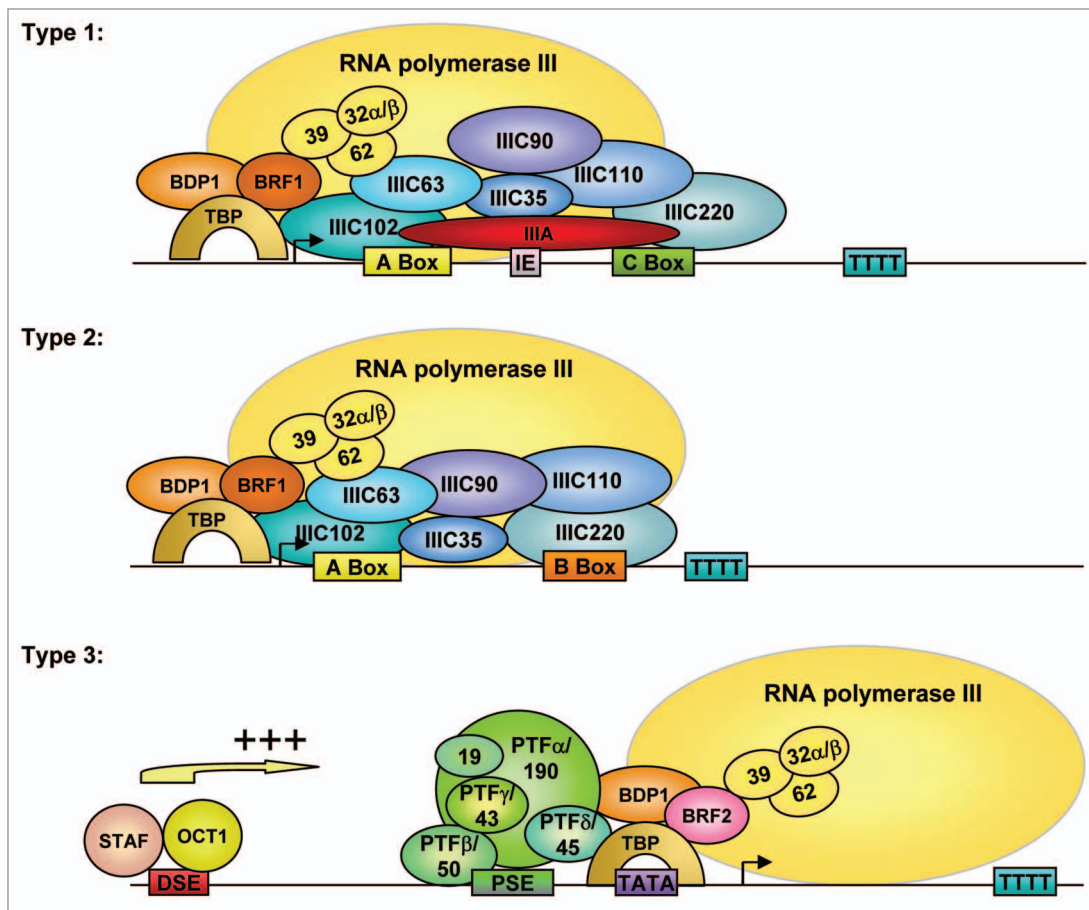 Type 1:
RNA polymerase III
32α/β
39
62
IIIC90
BDP1
BRF1
IIIC63
IIIC110
IIIC35
TBP
IIIC102
IIIC220
IIIA
A Box
IE
C Box
TTTT
Type 2:
RNA polymerase III
32α/β
39
62
BDP1
BRF1
IIIC63
IIIC90
IIIC110
TBP
IIIC102
IIIC35
IIIC220
A Box
B Box
TTTT
Type 3:
RNA polymerase III
+++
19
PTFα/
190
32α/β
39
62
PTFγ/
43
BDP1
BRF2
STAF
OCT1
PTFβ/
50
PTFδ/
45
TBP
DSE
PSE
TATA
TTTT